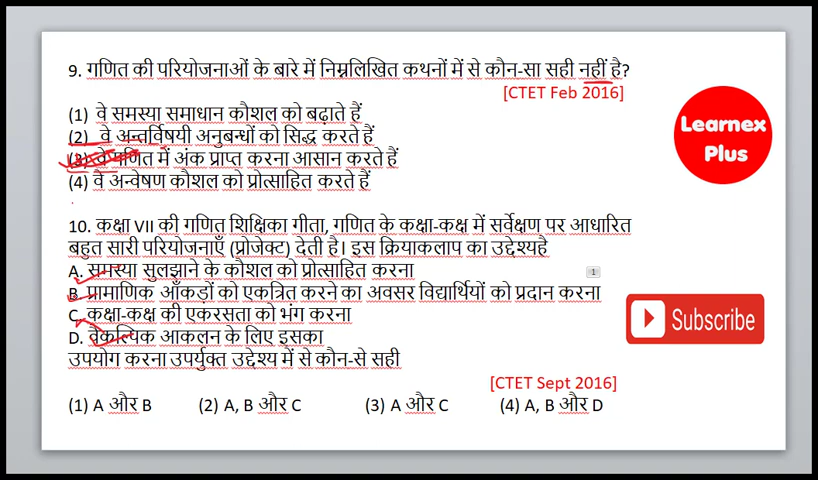 9. गणित की परियोजनाओं के बारे में निम्नलिखित कथनों में से कौन-सा सही नहीं है?
[CTET Feb 2016]
(1) वे समस्या समाधान कौशल को बढ़ाते हैं
(2) वे अन्तर्विषयी अनुबन्धों को सिद्ध करते हैं
(3) वे गणित में अंक प्राप्त करना आसान करते हैं
(4) वे अन्वेषण कौशल को प्रोत्साहित करते हैं
Learnex
Plus
10. कक्षा VII की गणित शिक्षिका गीता, गणित के कक्षा-कक्ष में सर्वेक्षण पर आधारित
बहुत सारी परियोजनाएँ (प्रोजेक्ट) देती है। इस क्रियाकलाप का उद्देश्यहै
A. समस्या सुलझाने के कौशल को प्रोत्साहित करना
1
B. प्रामाणिक आँकड़ों को एकत्रित करने का अवसर विद्यार्थियों को प्रदान करना
C. कक्षा-कक्ष की एकरसता को भंग करना
D. वैकल्पिक आकलन के लिए इसका
उपयोग करना उपर्युक्त उद्देश्य में से कौन-से सही
Subscribe
[CTET Sept 2016]
(1) A और B (2) A, B और C (3) A और C (4) A, B और D